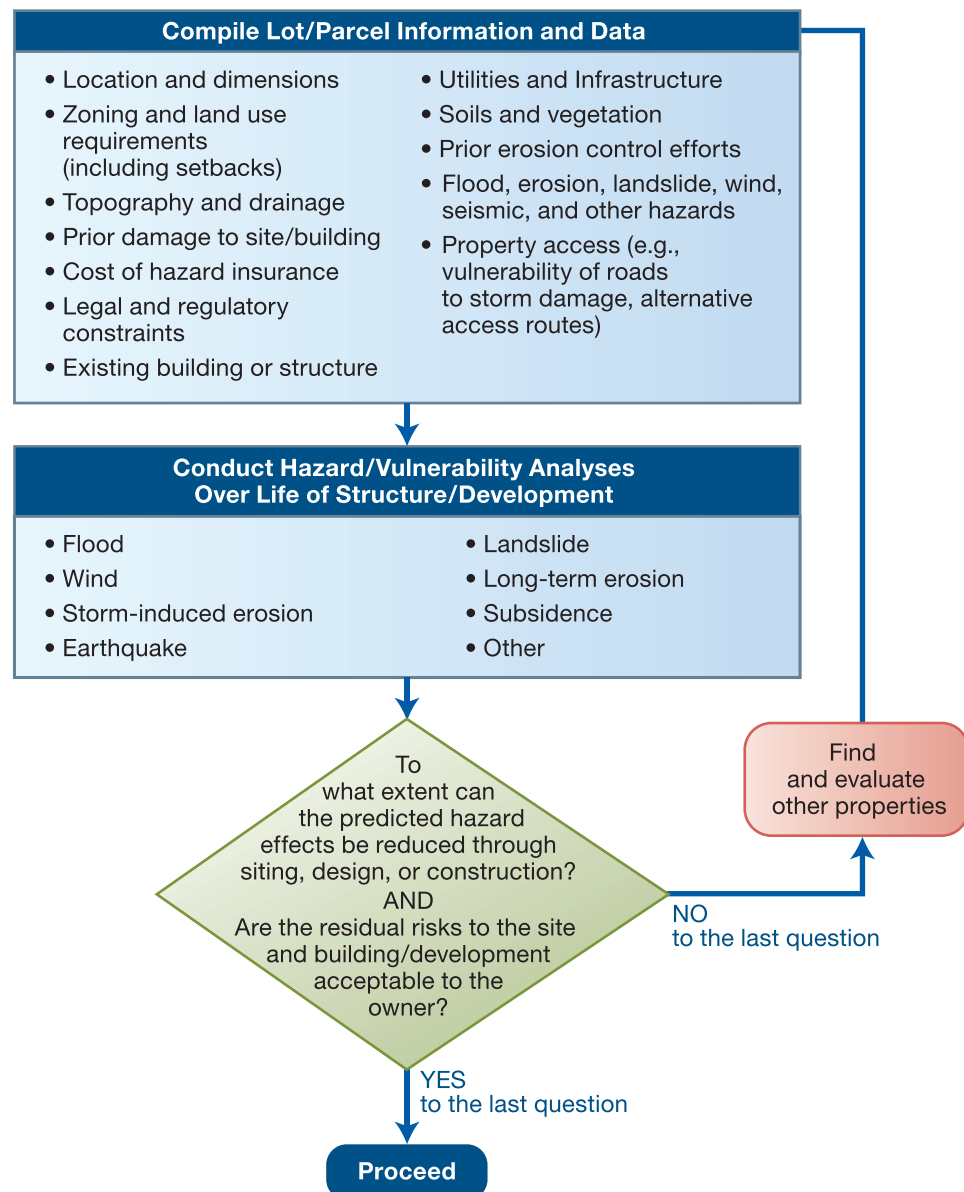 Compile Lot/Parcel Information and Data
• Location and dimensions
• Zoning and land use
requirements
(including setbacks)
• Topography and drainage
• Prior damage to site/building
• Cost of hazard insurance
• Legal and regulatory
constraints
• Existing building or structure
• Utilities and Infrastructure
• Soils and vegetation
• Prior erosion control efforts
• Flood, erosion, landslide, wind,
seismic, and other hazards
• Property access (e.g.,
vulnerability of roads
to storm damage, alternative
access routes)
Conduct Hazard/Vulnerability Analyses
Over Life of Structure/Development
• Flood
• Wind
• Storm-induced erosion
• Earthquake
• Landslide
• Long-term erosion
• Subsidence
• Other
To
what extent can
the predicted hazard
effects be reduced through
siting, design, or construction?
AND
Are the residual risks to the site
and building/development
acceptable to the
owner?
NO
to the last question
Find
and evaluate
other properties
YES
to the last question
Proceed